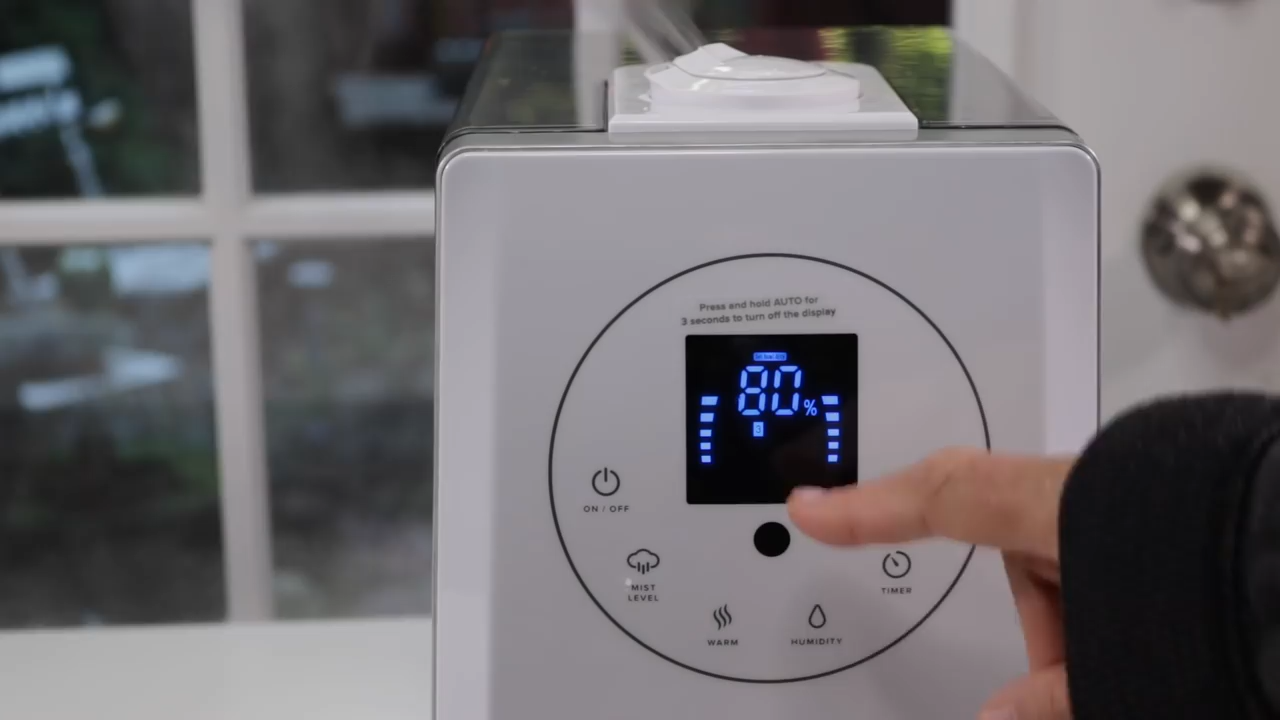 Press and hold AUTO for
3 seconds to turn off the display
80%
3
ON / OFF
MIST
LEVEL
TIMER
WARM
HUMIDITY